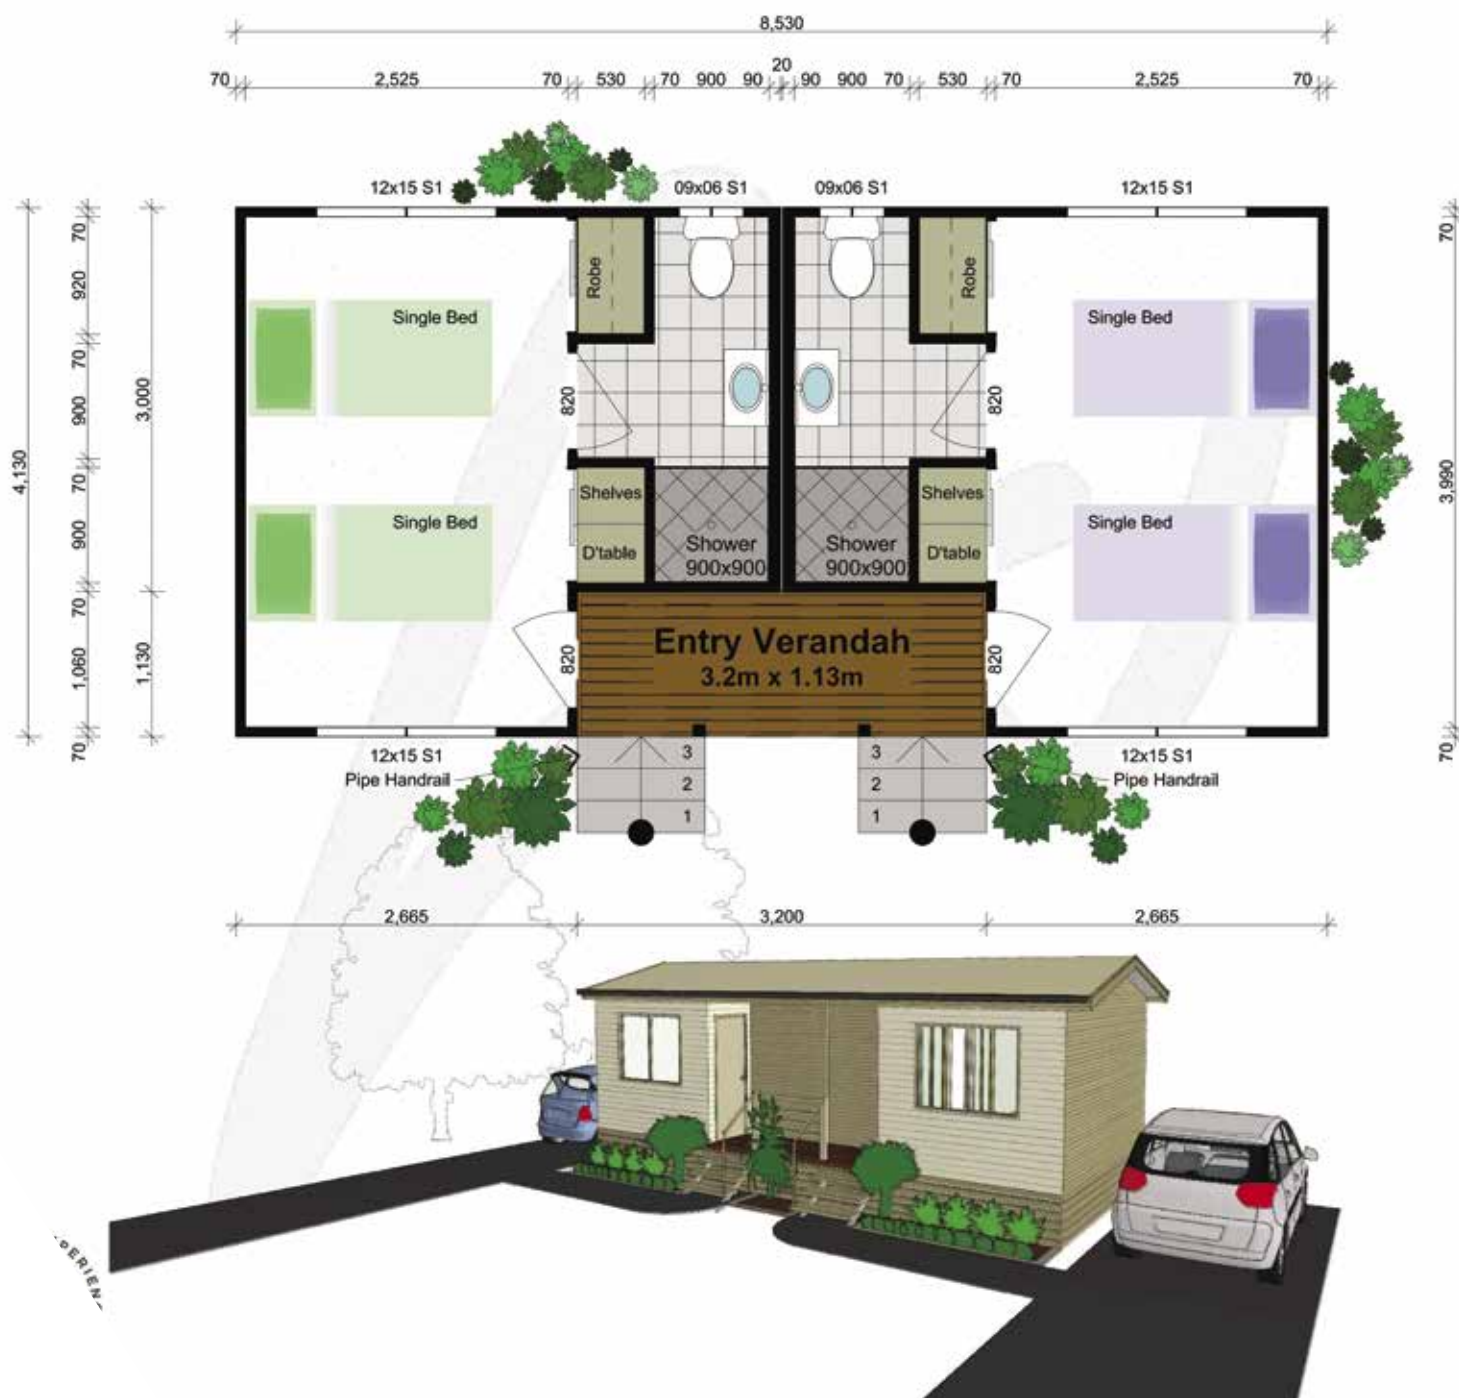 8,530
70 2,525 70 530 70 900 90 20 90 900 70 530 70 2,525 70
12x15 S1 09x06 S1 09x06 S1 12x15 S1
4,130
70
920
70
900
70
900
70
1,060
70
3,000
1,130
70
3,990
70
Robe
Robe
Single Bed
Single Bed
820
820
Shelves
Shelves
Single Bed
Single Bed
D'table
Shower
900x900
Shower
900x900
D'table
820
Entry Verandah
3.2m x 1.13m
820
12x15 S1
Pipe Handrail
3
2
1
3
2
1
12x15 S1
Pipe Handrail
2,665 3,200 2,665